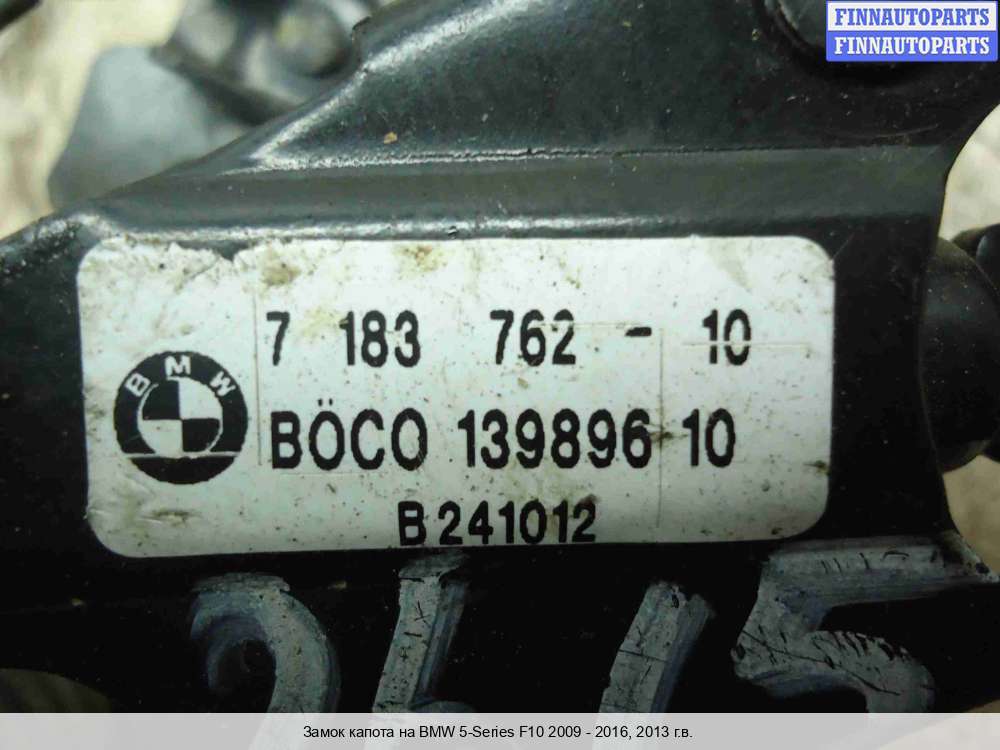 FINNAUTOPARTS
FINNAUTOPARTS
7 183 762 - 10
BMW
BÖCO 139896 10
B 241012
Замок капота на BMW 5-Series F10 2009 - 2016, 2013 г.в.